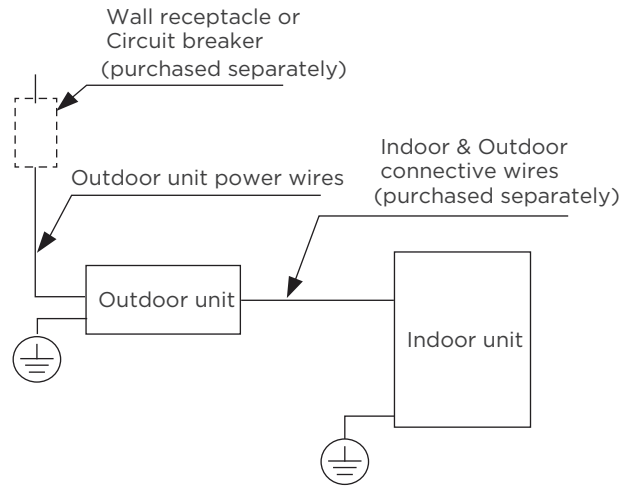 Wall receptacle or
Circuit breaker
(purchased separately)
Indoor & Outdoor
connective wires
(purchased separately)
Outdoor unit power wires
Outdoor unit
Indoor unit